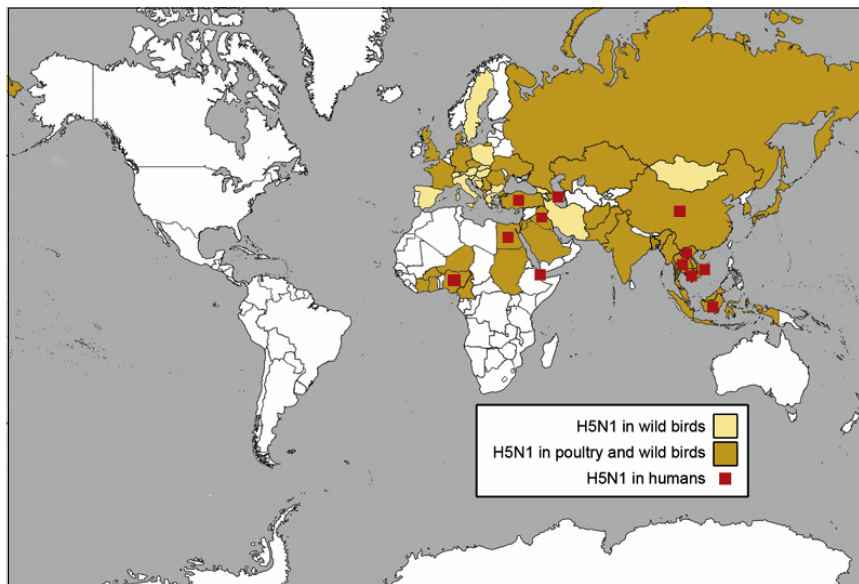 H5N1 in wild birds
H5N1 in poultry and wild birds
H5N1 in humans